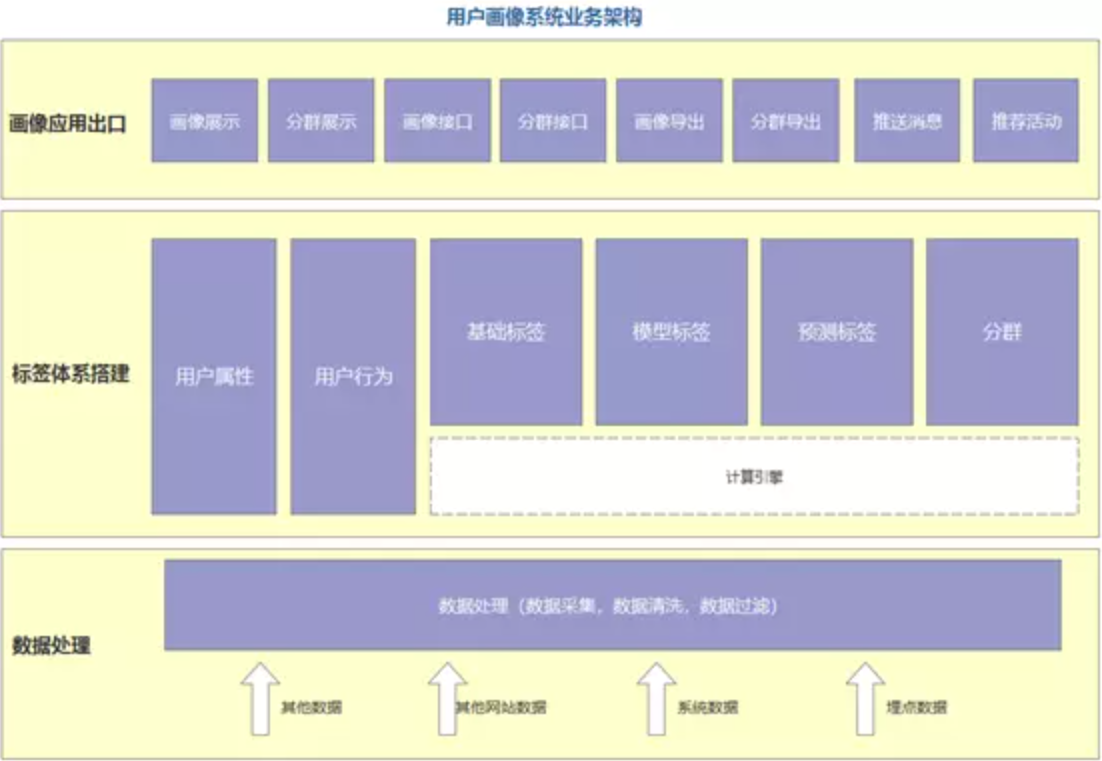 用户画像系统业务架构
画像应用出口
画像展示
分群展示
画像接口
分群接口
画像导出
分群导出
推送消息
推荐活动
标签体系搭建
用户属性
用户行为
基础标签
模型标签
预测标签
分群
计算引擎
数据处理
数据处理（数据采集，数据清洗、数据过滤）
其他数据
其他网站数据
系统数据
埋点数据